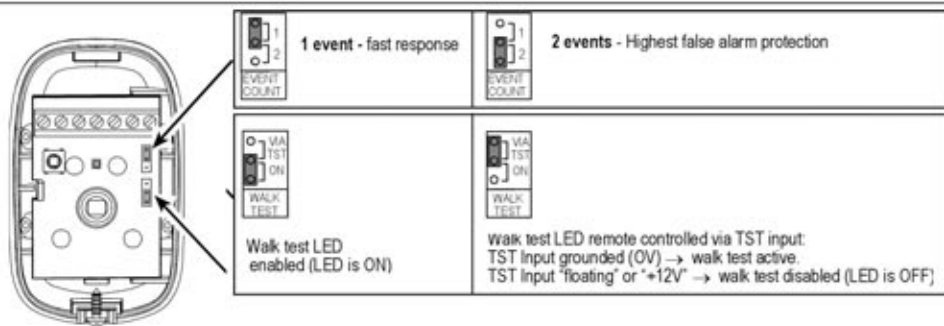 1
2
EVENT
COUNT
1 event - fast response
1
2
EVENT
COUNT
2 events - Highest false alarm protection
VIA
TST
ON
WALK
TEST
Walk test LED
enabled (LED is ON)
VIA
TST
ON
WALK
TEST
Walk test LED remote controlled via TST input:
TST Input grounded (0V) → walk test active.
TST Input "floating" or "+12V" → walk test disabled (LED is OFF)